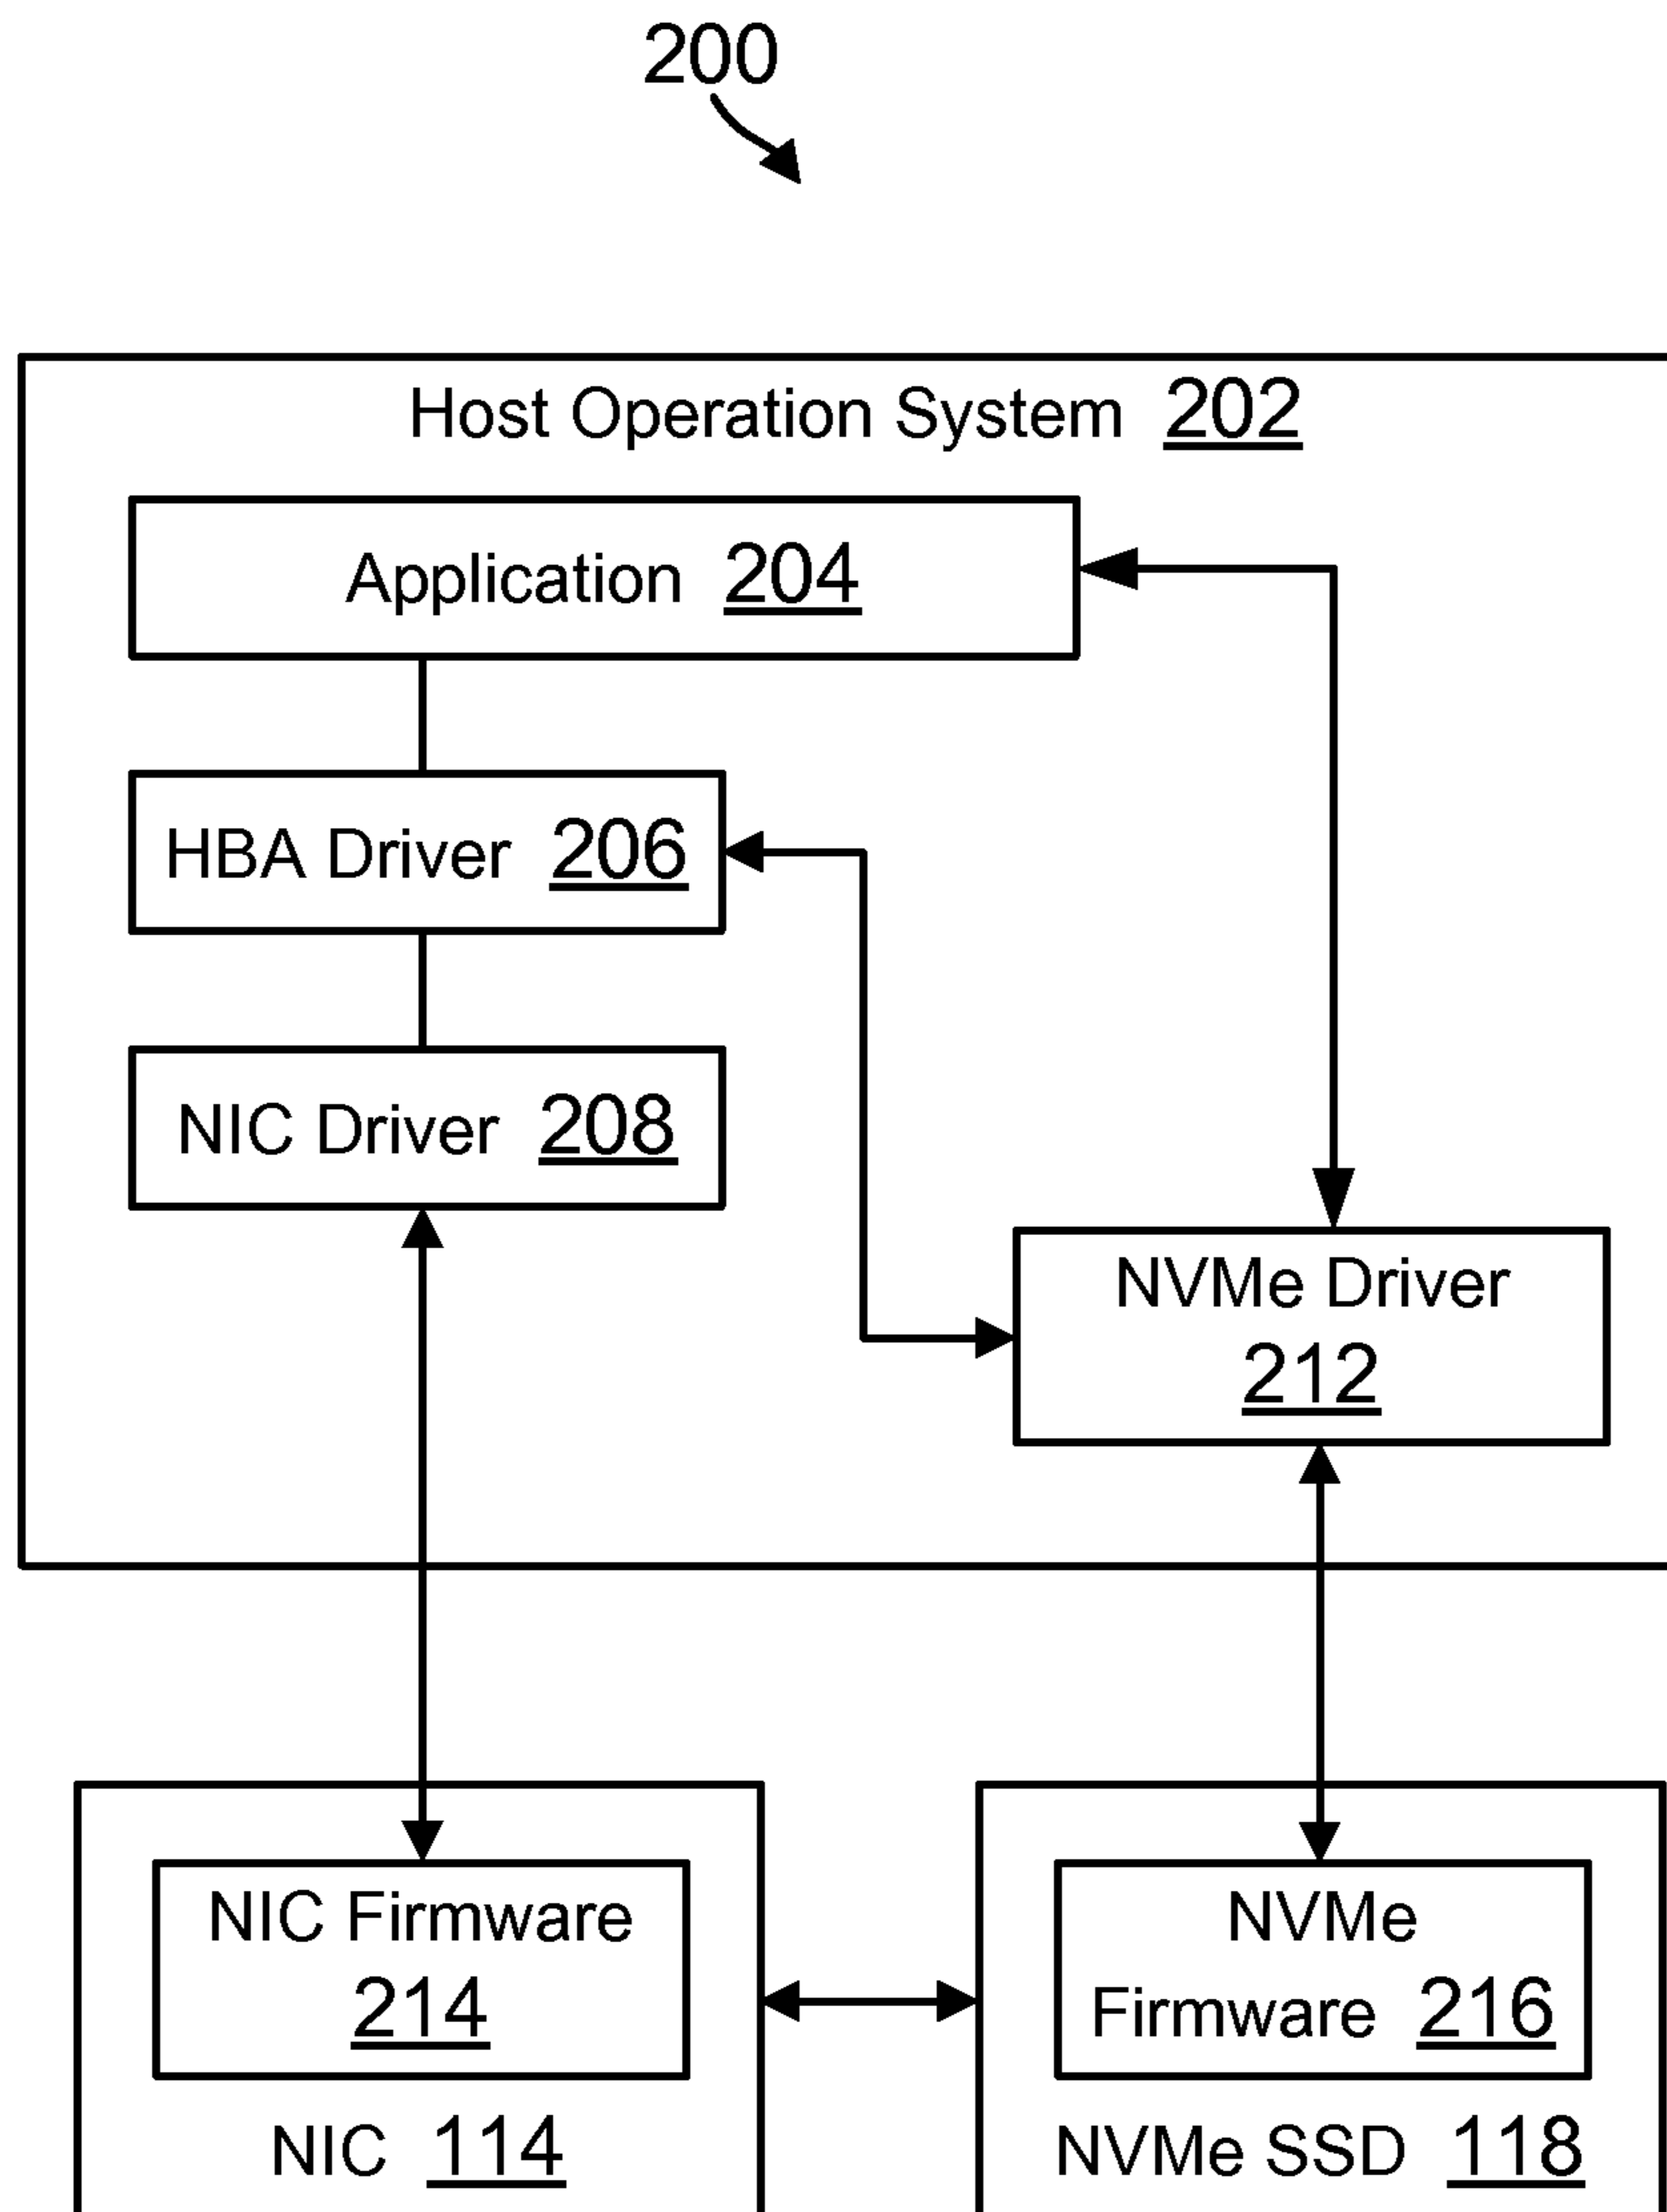 200
Host Operation System 202
Application 204
HBA Driver 206
NIC Driver 208
NVMe Driver
212
NIC Firmware
214
NIC 114
NVMe
Firmware 216
NVMe SSD 118